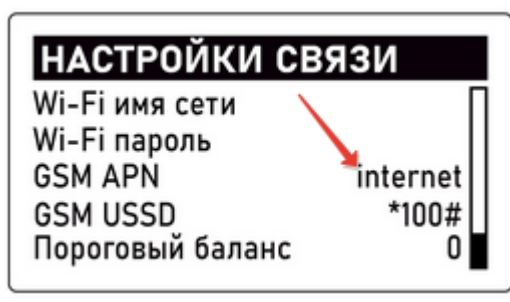 НАСТРОЙКИ СВЯЗИ
Wi-Fi имя сети
Wi-Fi пароль
GSM APN internet
GSM USSD *100#
Пороговый баланс 0